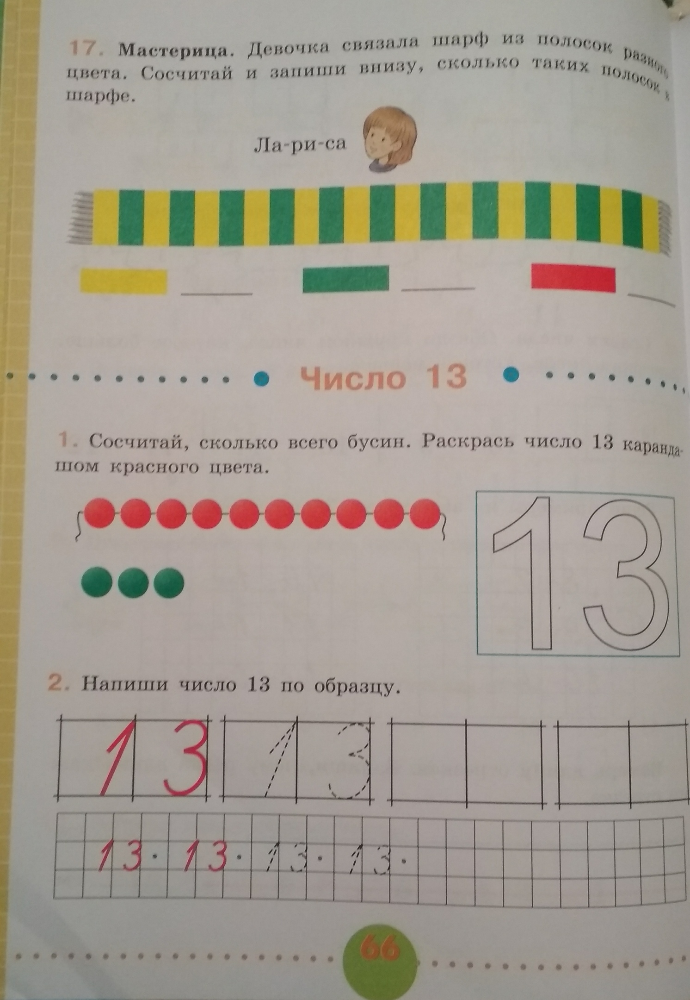 17. Мастерица. Девочка связала шарф из полосок разного
цвета. Сосчитай и запиши внизу, сколько таких полосок в
шарфе.
Ла-ри-са
Число 13
1. Сосчитай, сколько всего бусин. Раскрась число 13 каранда-
шом красного цвета.
13
2. Напиши число 13 по образцу.
13 13
13. 13. 13. 13.
66